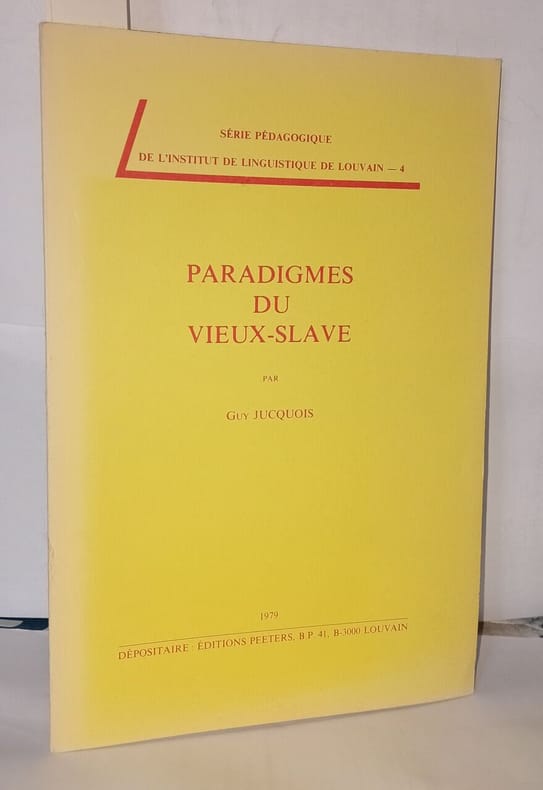 SÉRIE PÉDAGOGIQUE
DE L'INSTITUT DE LINGUISTIQUE DE LOUVAIN — 4
PARADIGMES
DU
VIEUX-SLAVE
PAR
GUY JUCQUOIS
1979
DÉPOSITAIRE : ÉDITIONS PEETERS, B.P. 41, B-3000 LOUVAIN